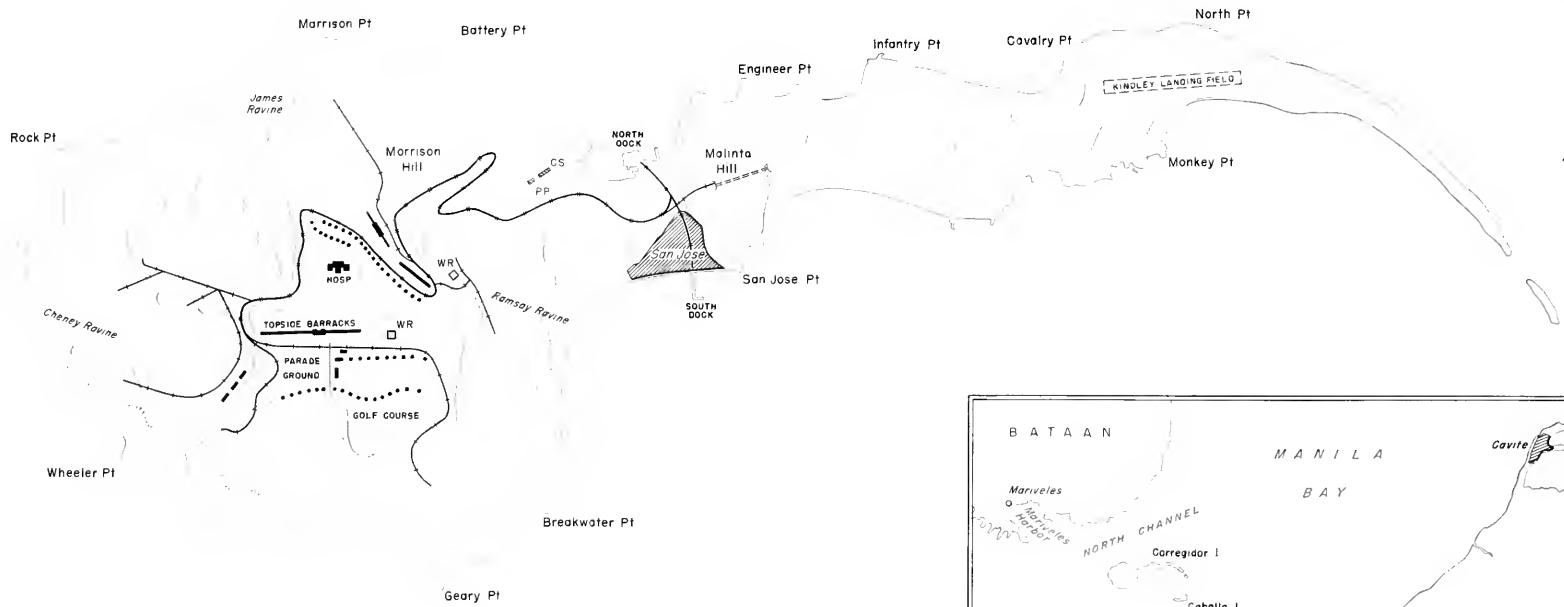 Morrison Pt
Battery Pt
North Pt
Infantry Pt
Cavalry Pt
Engineer Pt
KINDLEY LANDING FIELD
James
Ravine
Rock Pt
Morrison
Hill
NORTH
DOCK
Malinta
Hill
CS
PP
Monkey Pt
San Jose
San Jose Pt
SOUTH
DOCK
HOSP
WR
Ramsay Ravine
Cheney Ravine
TOPSIDE BARRACKS
WR
PARADE
GROUND
GOLF COURSE
Wheeler Pt
Breakwater Pt
Geary Pt
BATAAN
MANILA
BAY
Cavite
Mariveles
Mariveles
Harbor
NORTH CHANNEL
Corregidor I
Caballo I